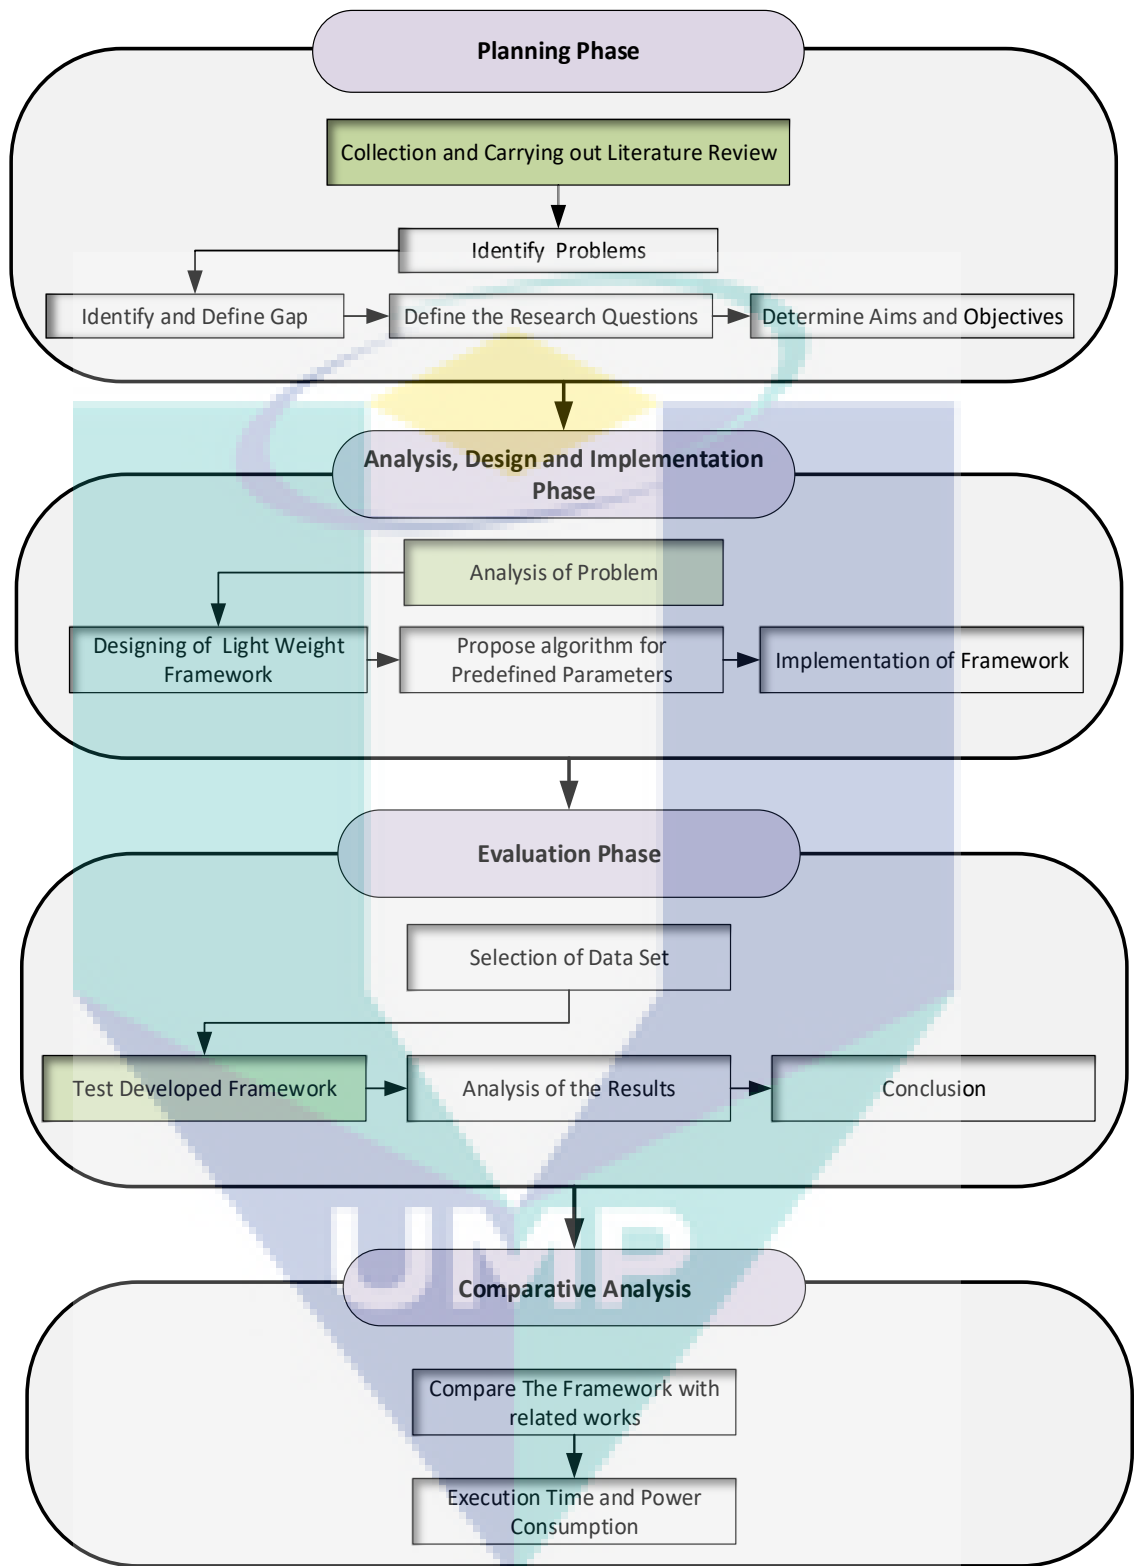 Planning Phase
Collection and Carrying out Literature Review
Identify Problems
Identify and Define Gap
Define the Research Questions
Determine Aims and Objectives
Analysis, Design and Implementation
Phase
Analysis of Problem
Designing of Light Weight
Framework
Propose algorithm for
Predefined Parameters
Implementation of Framework
Evaluation Phase
Selection of Data Set
Test Developed Framework
Analysis of the Results
Conclusion
UMP
Comparative Analysis
Compare The Framework with
related works
Execution Time and Power
Consumption